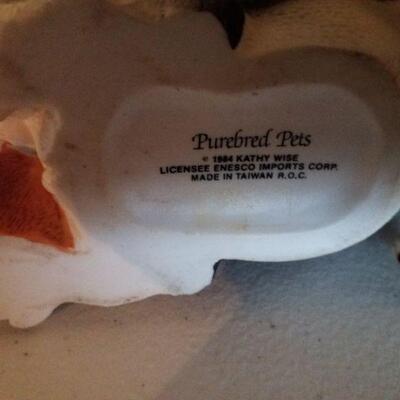 Purebred Pets
© 1984 KATHY WISE
LICENSEE ENESCO IMPORTS CORP.
MADE IN TAIWAN R.O.C.